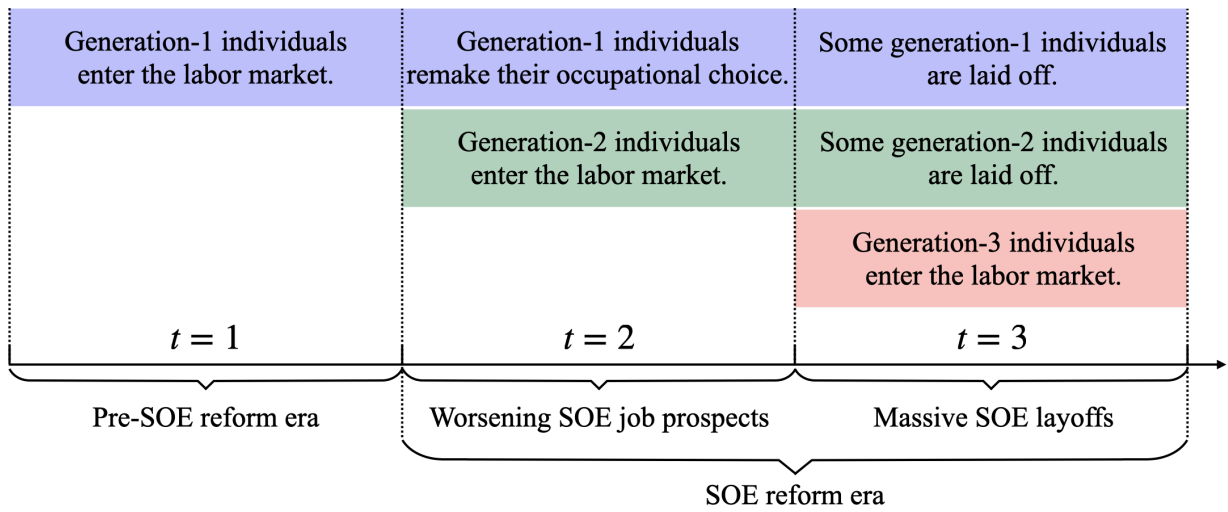 Generation-1 individuals
enter the labor market.
Generation-1 individuals
remake their occupational choice.
Some generation-1 individuals
are laid off.
Generation-2 individuals
enter the labor market.
Some generation-2 individuals
are laid off.
Generation-3 individuals
enter the labor market.
t = 1
t = 2
t = 3
Pre-SOE reform era
Worsening SOE job prospects
Massive SOE layoffs
SOE reform era